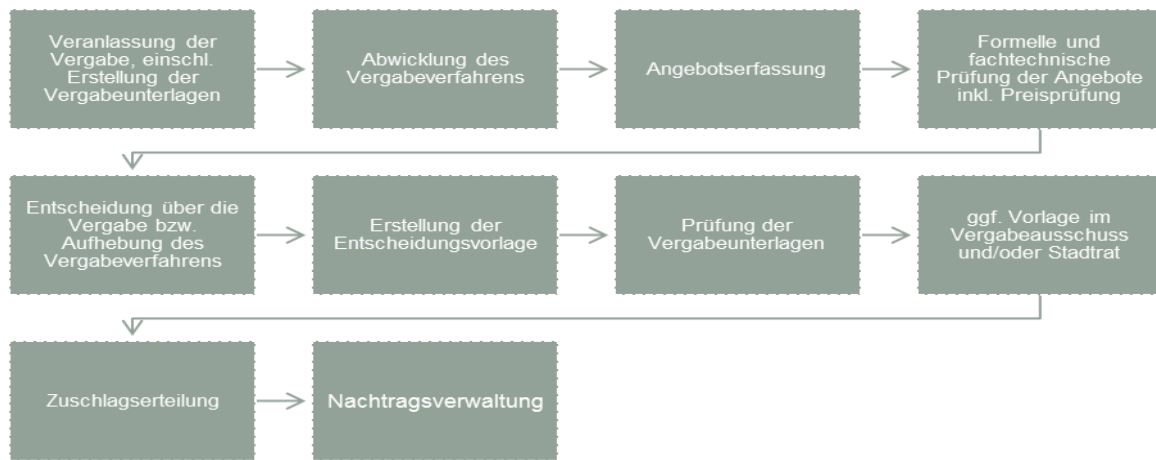 Veranlassung der
Vergabe, einschl.
Erstellung der
Vergabeunterlagen
Abwicklung des
Vergabeverfahrens
Angebotserfassung
Formelle und
fachtechnische
Prüfung der Angebote
inkl. Preisprüfung
Entscheidung über die
Vergabe bzw.
Aufhebung des
Vergabeverfahrens
Erstellung der
Entscheidungsvorlage
Prüfung der
Vergabeunterlagen
ggf. Vorlage im
Vergabeausschuss
und/oder Stadtrat
Zuschlagserteilung
Nachtragsverwaltung